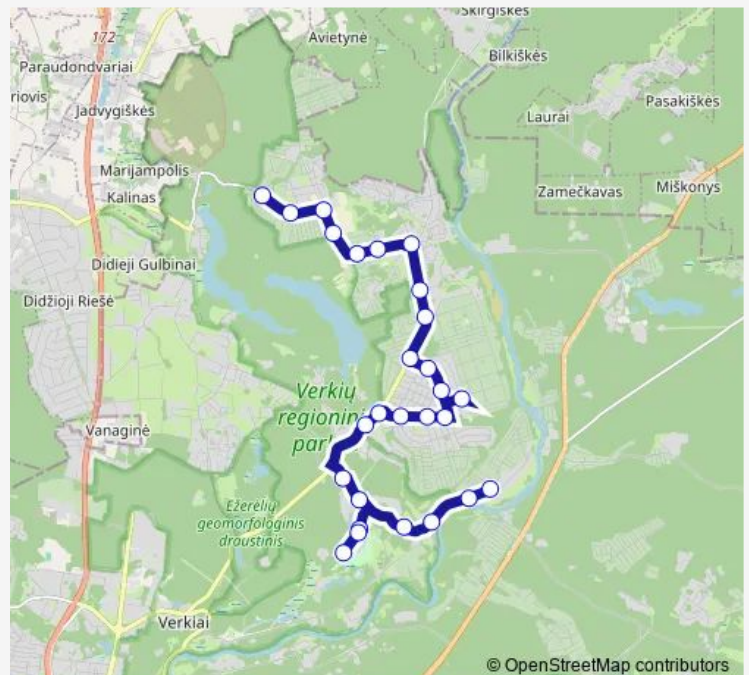 Skirgiškės
172
Avietynė
Paraudondvariai
Bilkiškės
riovis
Jadvygiškės
Pasakiškės
Laurai
Marijampolis
Kalinas
Zamečkavas
Miškonys
Didieji Gulbinai
Didžioji Riešė
Verkių
regionini
park
Vanaginė
Ežerėlių
geomorfologinis
draustinis
Verkiai
© OpenStreetMap contributors